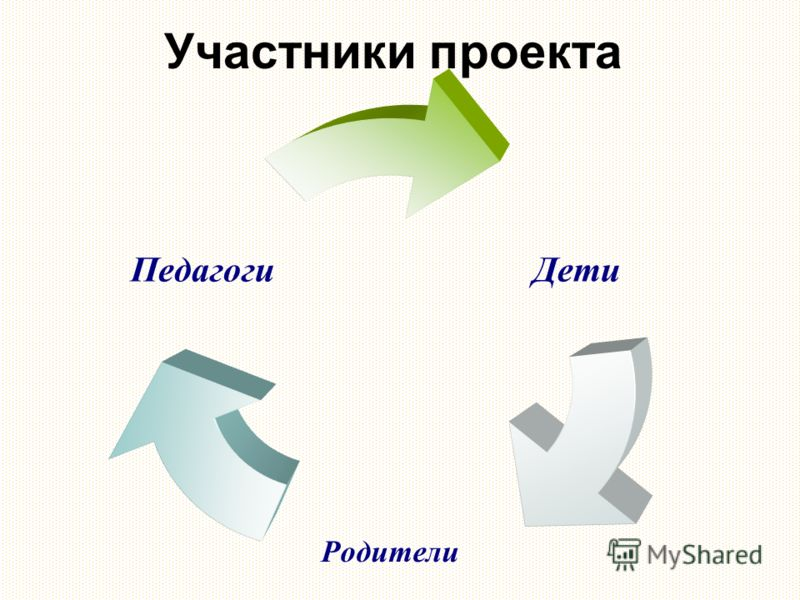 Участники проекта
Педагоги
Дети
Родители
MyShared